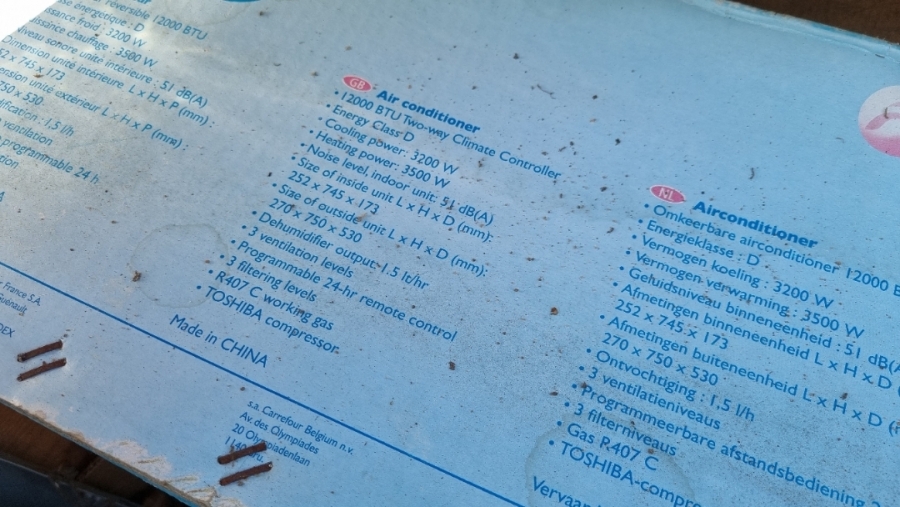 réversible 12000 BTU
énergétique : D
froid : 3200 W
chauffage : 3500 W
niveau sonore unité intérieure : 51 dB(A)
Dimension unité intérieure L x H x P (mm) :
252 x 745 x 173
unité extérieur L x H x P (mm) :
750 x 530
: 1,5 l/h
ventilation
programmable 24 h
GB Air conditioner
• 12000 BTU Two-way Climate Controller
• Energy Class D
• Cooling power: 3200 W
• Heating power: 3500 W
• Noise level, indoor unit: 51 dB(A)
• Size of inside unit L x H x D (mm):
252 x 745 x 173
• Size of outside unit L x H x D (mm):
270 x 750 x 530
• Dehumidifier output 1.5 lt/hr
• 3 ventilation levels
• Programmable 24-hr remote control
• 3 filtering levels
• R407 C working gas
• TOSHIBA compressor
Made in CHINA
NL Airconditioner
• Omkeerbare airconditioner 12000
• Energieklasse : D
• Vermogen koeling : 3200 W
• Vermogen verwarming : 3500 W
• Geluidsniveau binneneenheid : 51 dB(A
• Afmetingen binneneenheid L x H x D
252 x 745 x 173
• Afmetingen buiteneenheid L x H x D (
270 x 750 x 530
• Ontvochtiging : 1,5 l/h
• 3 ventilatieniveaus
• Programmeerbare afstandsbediening 2
• 3 filterniveaus
• Gas R407 C
• TOSHIBA-compre
France S.A.
s.a. Carrefour Belgium n.v.
Av. des Olympiades
20 Olympiadenlaan